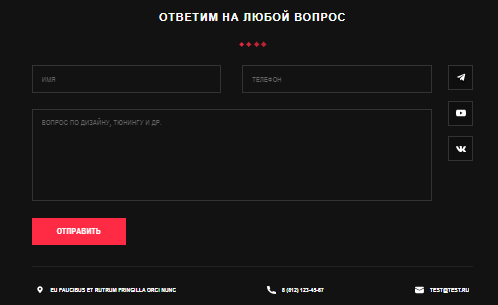 ОТВЕТИМ НА ЛЮБОЙ ВОПРОС
ИМЯ
ТЕЛЕФОН
ВОПРОС ПО ДИЗАЙНУ, ТЮНИНГУ И ДР.
ОТПРАВИТЬ
EU FAUCIBUS ET RUTRUM FRINGILLA ORCI NUNC
8 (812) 123-45-67
TEST@TEST.RU